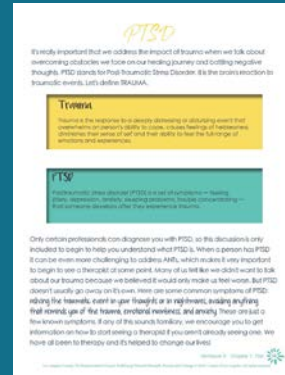 PTSD
It's really important that we address the impact of trauma when we talk about
overcoming obstacles we face on our healing journey and battling negative
thoughts. PTSD stands for Post-Traumatic Stress Disorder. It is the brain's reaction to
traumatic events. Let's define TRAUMA.
Trauma
Trauma is the response to a deeply distressing or disturbing event that
overwhelms an person's ability to cope, causes feelings of helplessness,
diminishes their sense of self and their ability to feel the full range of
emotions and experiences.
PTSD
Posttraumatic stress disorder (PTSD) is a set of symptoms —
anxiety, depression, sleeping problems, trouble concentrating —
that someone develops after they experience trauma.
Only certain professionals can diagnose you with PTSD, so this discussion is only
included to begin to help you understand what PTSD is. When a person has PTSD
it can be even more challenging to address ANTs, which makes it very important
to begin to see a therapist at some point. Many of us felt like we didn't want to talk
about our trauma because we believed it would only make us feel worse. But PTSD
doesn't usually go away on it's own. Here are some common symptoms of PTSD:
reliving the traumatic event in your thoughts or in nightmares, avoiding anything
that reminds you of the trauma, emotional numbness, and anxiety. These are just a
few known symptoms. If any of this sounds familiar, we encourage you to get
information on how to start seeing a therapist if you aren't already seeing one. We
have all been to therapy and it's helped to change our lives!